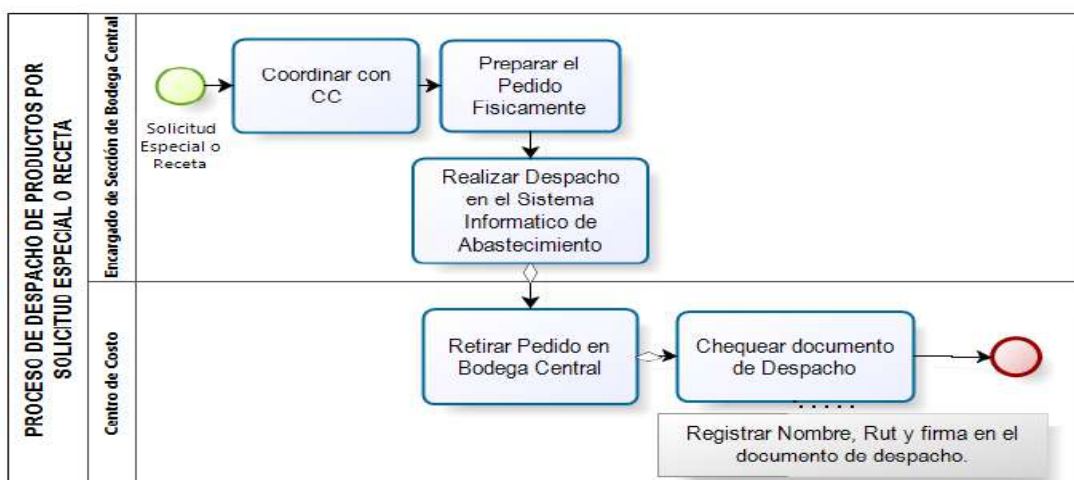 PROCESO DE DESPACHO DE PRODUCTOS POR
SOLICITUD ESPECIAL O RECETA
Encargado de Sección de Bodega Central
Solicitud
Especial o
Receta
Coordinar con
CC
Preparar el
Pedido
Fisicamente
Realizar Despacho
en el Sistema
Informatico de
Abastecimiento
Centro de Costo
Retirar Pedido en
Bodega Central
Chequear documento
de Despacho
Registrar Nombre, Rut y firma en el
documento de despacho.